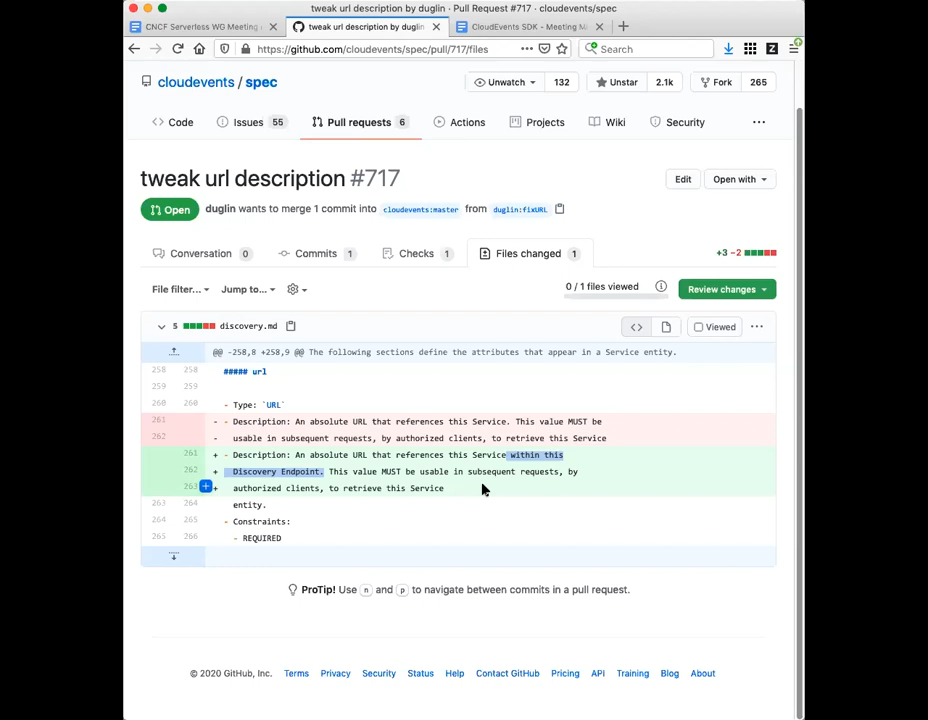 tweak url description by duglin · Pull Request #717 · cloudevents/spec
CNCF Serverless WG Meeting
tweak url description by duglin
CloudEvents SDK - Meeting M
https://github.com/cloudevents/spec/pull/717/files
Search
cloudevents / spec
Unwatch 132
Unstar 2.1k
Fork 265
Code
Issues 55
Pull requests 6
Actions
Projects
Wiki
Security
tweak url description #717
Edit
Open with
Open duglin wants to merge 1 commit into cloudevents:master from duglin:fixURL
Conversation 0
Commits 1
Checks 1
Files changed 1
+3 −2
File filter...
Jump to...
0 / 1 files viewed
Review changes
5 discovery.md
Viewed
@@ -258,8 +258,9 @@ The following sections define the attributes that appear in a Service entity.
258 258 ##### url
259 259
260 260 - Type: `URL`
261 - - Description: An absolute URL that references this Service. This value MUST be
262 - usable in subsequent requests, by authorized clients, to retrieve this Service
261 + - Description: An absolute URL that references this Service within this
262 + Discovery Endpoint. This value MUST be usable in subsequent requests, by
263 + authorized clients, to retrieve this Service
263 264 entity.
264 265 - Constraints:
265 266 - REQUIRED
ProTip! Use n and p to navigate between commits in a pull request.
© 2020 GitHub, Inc.
Terms
Privacy
Security
Status
Help
Contact GitHub
Pricing
API
Training
Blog
About